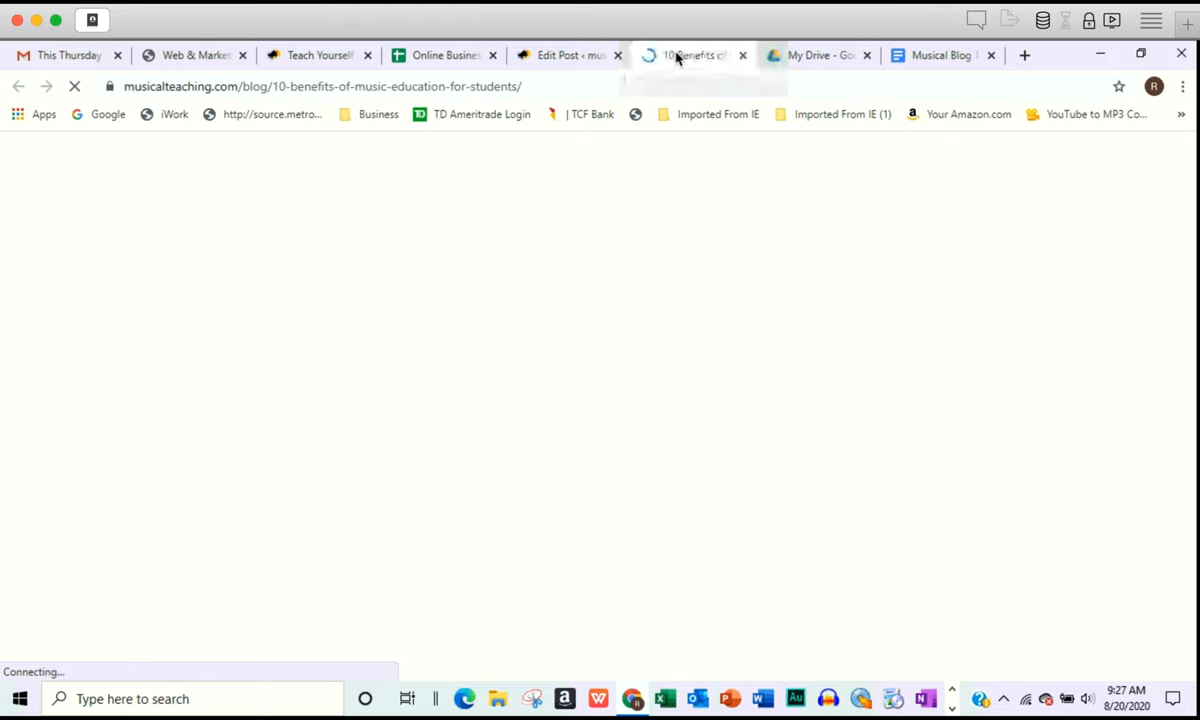 This Thursday
Web & Market
Teach Yourself
Online Busines
Edit Post ‹ mus
10 Benefits of
My Drive - Goo
Musical Blog 1
musicalteaching.com/blog/10-benefits-of-music-education-for-students/
R
Apps
Google
iWork
http://source.metro...
Business
TD Ameritrade Login
| TCF Bank
Imported From IE
Imported From IE (1)
Your Amazon.com
YouTube to MP3 Co...
»
Connecting...
Type here to search
9:27 AM
8/20/2020